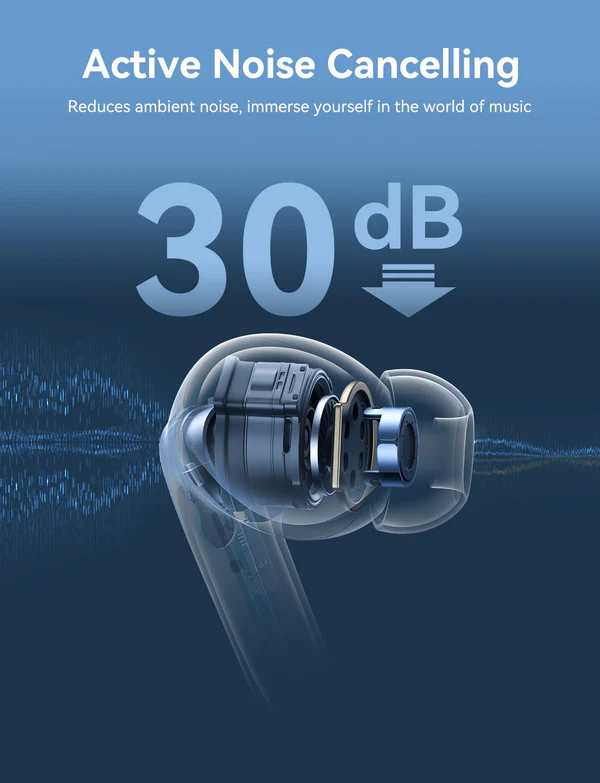 Active Noise Cancelling
Reduces ambient noise, immerse yourself in the world of music
30 dB